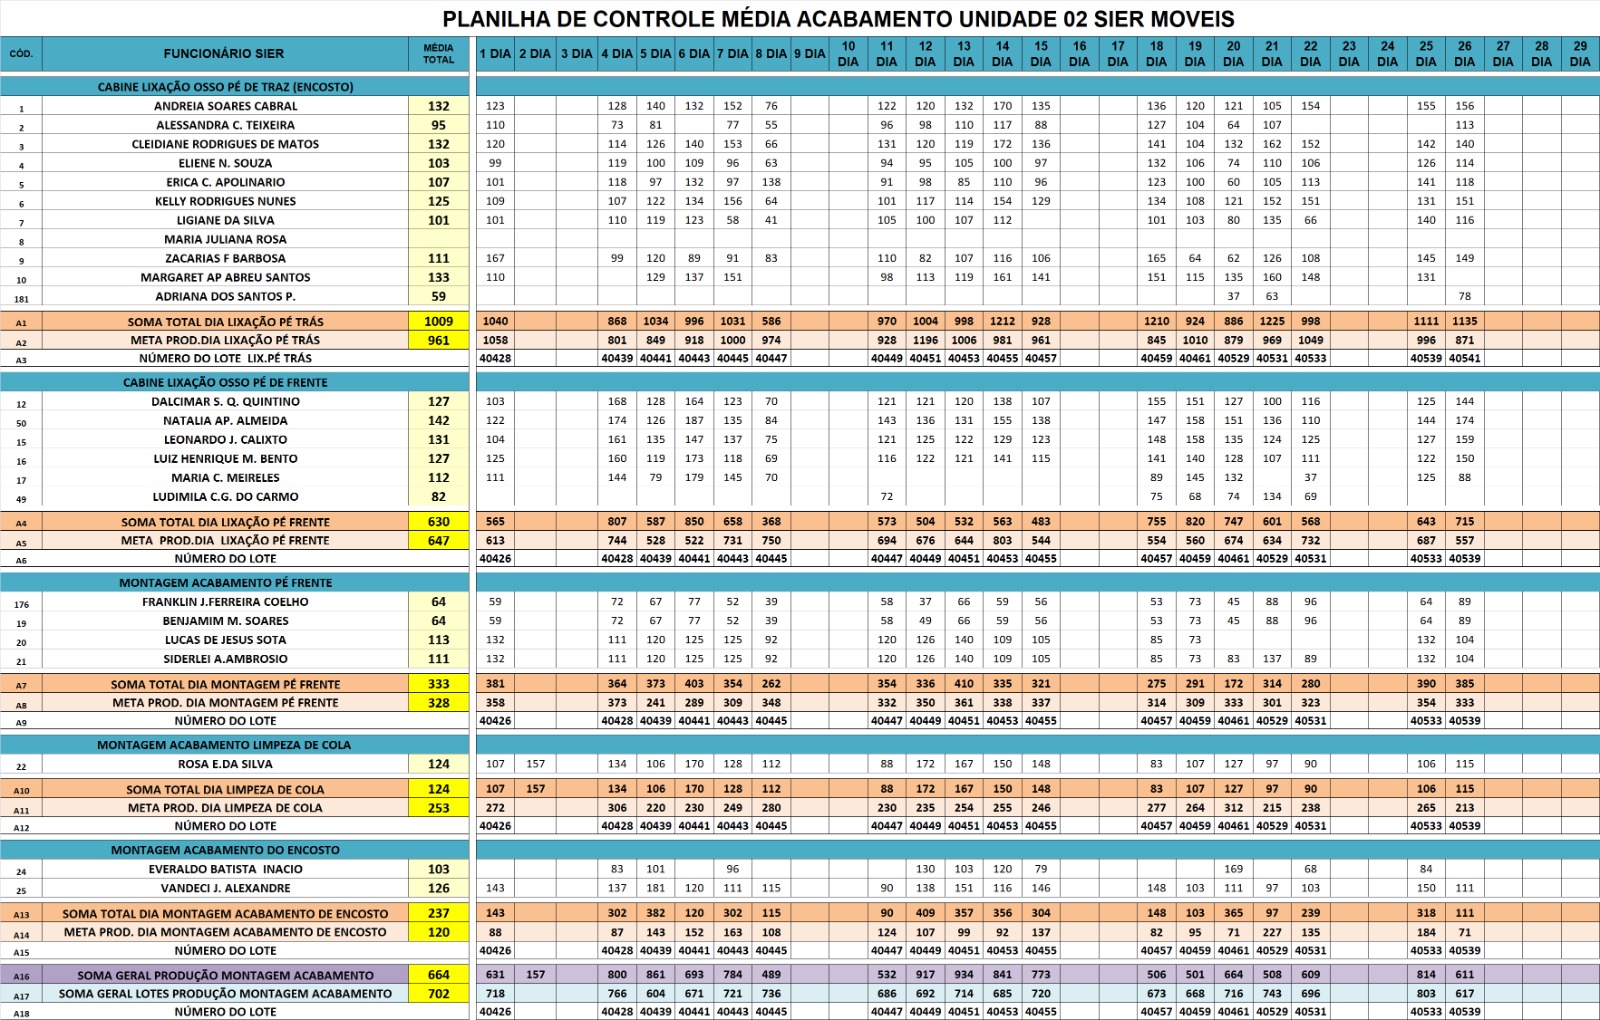 PLANILHA DE CONTROLE MÉDIA ACABAMENTO UNIDADE 02 SIER MOVEIS
CÓD. FUNCIONÁRIO SIER MÉDIA TOTAL 1 DIA 2 DIA 3 DIA 4 DIA 5 DIA 6 DIA 7 DIA 8 DIA 9 DIA 10 DIA 11 DIA 12 DIA 13 DIA 14 DIA 15 DIA 16 DIA 17 DIA 18 DIA 19 DIA 20 DIA 21 DIA 22 DIA 23 DIA 24 DIA 25 DIA 26 DIA 27 DIA 28 DIA 29 DIA
CABINE LIXAÇÃO OSSO PÉ DE TRAZ (ENCOSTO)
1 ANDREIA SOARES CABRAL 132 123 128 140 132 152 76 122 120 132 170 135 136 120 121 105 154 155 156
2 ALESSANDRA C. TEIXEIRA 95 110 73 81 77 55 96 98 110 117 88 127 104 64 107 113
3 CLEIDIANE RODRIGUES DE MATOS 132 120 114 126 140 153 66 131 120 119 172 136 141 104 132 162 152 142 140
4 ELIENE N. SOUZA 103 99 119 100 109 96 63 94 95 105 100 97 132 106 74 110 106 126 114
5 ERICA C. APOLINARIO 107 101 118 97 132 97 138 91 98 85 110 96 123 100 60 105 113 141 118
6 KELLY RODRIGUES NUNES 125 109 107 122 134 156 64 101 117 114 154 129 134 108 121 152 151 131 151
7 LIGIANE DA SILVA 101 101 110 119 123 58 41 105 100 107 112 101 103 80 135 66 140 116
8 MARIA JULIANA ROSA
9 ZACARIAS F BARBOSA 111 167 99 120 89 91 83 110 82 107 116 106 165 64 62 126 108 145 149
10 MARGARET AP ABREU SANTOS 133 110 129 137 151 98 113 119 161 141 151 115 135 160 148 131
181 ADRIANA DOS SANTOS P. 59 37 63 78
A1 SOMA TOTAL DIA LIXAÇÃO PÉ TRÁS 1009 1040 868 1034 996 1031 586 970 1004 998 1212 928 1210 924 886 1225 998 1111 1135
A2 META PROD.DIA LIXAÇÃO PÉ TRÁS 961 1058 801 849 918 1000 974 928 1196 1006 981 961 845 1010 879 969 1049 996 871
A3 NÚMERO DO LOTE LIX.PÉ TRÁS 40428 40439 40441 40443 40445 40447 40449 40451 40453 40455 40457 40459 40461 40529 40531 40533 40539 40541
CABINE LIXAÇÃO OSSO PÉ DE FRENTE
12 DALCIMAR S. Q. QUINTINO 127 103 168 128 164 123 70 121 121 120 138 107 155 151 127 100 116 125 144
50 NATALIA AP. ALMEIDA 142 122 174 126 187 135 84 143 136 131 155 138 147 158 151 136 110 144 174
15 LEONARDO J. CALIXTO 131 104 161 135 147 137 75 121 125 122 129 123 148 158 135 124 125 127 159
16 LUIZ HENRIQUE M. BENTO 127 125 160 119 173 118 69 116 122 121 141 115 141 140 128 107 111 122 150
17 MARIA C. MEIRELES 112 111 144 79 179 145 70 89 145 132 37 125 88
49 LUDIMILA C.G. DO CARMO 82 72 75 68 74 134 69
A4 SOMA TOTAL DIA LIXAÇÃO PÉ FRENTE 630 565 807 587 850 658 368 573 504 532 563 483 755 820 747 601 568 643 715
A5 META PROD.DIA LIXAÇÃO PÉ FRENTE 647 613 744 528 522 731 750 694 676 644 803 544 554 560 674 634 732 687 557
A6 NÚMERO DO LOTE 40426 40428 40439 40441 40443 40445 40447 40449 40451 40453 40455 40457 40459 40461 40529 40531 40533 40539
MONTAGEM ACABAMENTO PÉ FRENTE
176 FRANKLIN J.FERREIRA COELHO 64 59 72 67 77 52 39 58 37 66 59 56 53 73 45 88 96 64 89
19 BENJAMIM M. SOARES 64 59 72 67 77 52 39 58 49 66 59 56 53 73 45 88 96 64 89
20 LUCAS DE JESUS SOTA 113 132 111 120 125 125 92 120 126 140 109 105 85 73 132 104
21 SIDERLEI A.AMBROSIO 111 132 111 120 125 125 92 120 126 140 109 105 85 73 83 137 89 132 104
A7 SOMA TOTAL DIA MONTAGEM PÉ FRENTE 333 381 364 373 403 354 262 354 336 410 335 321 275 291 172 314 280 390 385
A8 META PROD. DIA MONTAGEM PÉ FRENTE 328 358 373 241 289 309 348 332 350 361 338 337 314 309 333 301 323 354 333
A9 NÚMERO DO LOTE 40426 40428 40439 40441 40443 40445 40447 40449 40451 40453 40455 40457 40459 40461 40529 40531 40533 40539
MONTAGEM ACABAMENTO LIMPEZA DE COLA
22 ROSA E.DA SILVA 124 107 157 134 106 170 128 112 88 172 167 150 148 83 107 127 97 90 106 115
A10 SOMA TOTAL DIA LIMPEZA DE COLA 124 107 157 134 106 170 128 112 88 172 167 150 148 83 107 127 97 90 106 115
A11 META PROD. DIA LIMPEZA DE COLA 253 272 306 220 230 249 280 230 235 254 255 246 277 264 312 215 238 265 213
A12 NÚMERO DO LOTE 40426 40428 40439 40441 40443 40445 40447 40449 40451 40453 40455 40457 40459 40461 40529 40531 40533 40539
MONTAGEM ACABAMENTO DO ENCOSTO
24 EVERALDO BATISTA INACIO 103 83 101 96 130 103 120 79 169 68 84
25 VANDECI J. ALEXANDRE 126 143 137 181 120 111 115 90 138 151 116 146 148 103 111 97 103 150 111
A13 SOMA TOTAL DIA MONTAGEM ACABAMENTO DE ENCOSTO 237 143 302 382 120 302 115 90 409 357 356 304 148 103 365 97 239 318 111
A14 META PROD. DIA MONTAGEM ACABAMENTO DE ENCOSTO 120 88 87 143 152 163 108 124 107 99 92 137 82 95 71 227 135 184 71
A15 NÚMERO DO LOTE 40426 40428 40439 40441 40443 40445 40447 40449 40451 40453 40455 40457 40459 40461 40529 40531 40533 40539
A16 SOMA GERAL PRODUÇÃO MONTAGEM ACABAMENTO 664 631 157 800 861 693 784 489 532 917 934 841 773 506 501 664 508 609 814 611
A17 SOMA GERAL LOTES PRODUÇÃO MONTAGEM ACABAMENTO 702 718 766 604 671 721 736 686 692 714 685 720 673 668 716 743 696 803 617
A18 NÚMERO DO LOTE 40426 40428 40439 40441 40443 40445 40447 40449 40451 40453 40455 40457 40459 40461 40529 40531 40533 40539